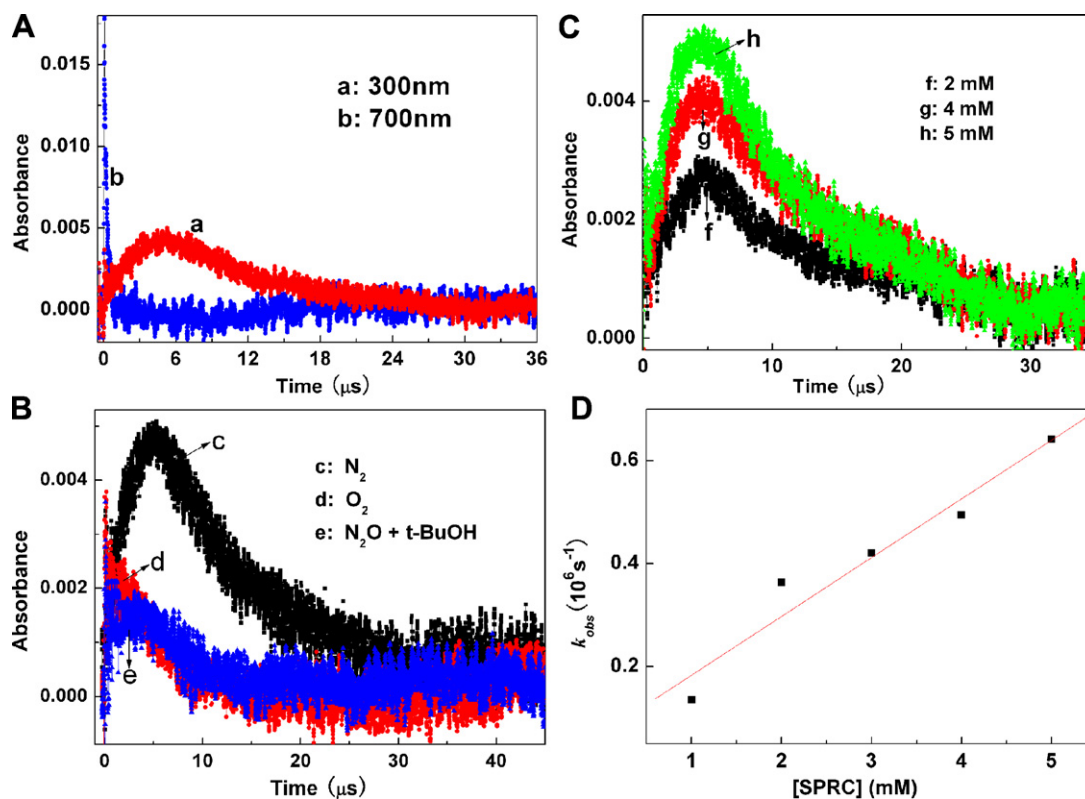 A
0.015
0.010
0.005
0.000
Absorbance
a: 300nm
b: 700nm
b
a
0 6 12 18 24 30 36
Time (μs)
C
0.004
0.002
0.000
Absorbance
h
g
f
f: 2 mM
g: 4 mM
h: 5 mM
0 10 20 30
Time (μs)
B
0.004
0.002
0.000
Absorbance
c
d
e
c: N₂
d: O₂
e: N₂O + t-BuOH
0 10 20 30 40
Time (μs)
D
0.6
0.4
0.2
k_obs (10⁶s⁻¹)
1 2 3 4 5
[SPRC] (mM)